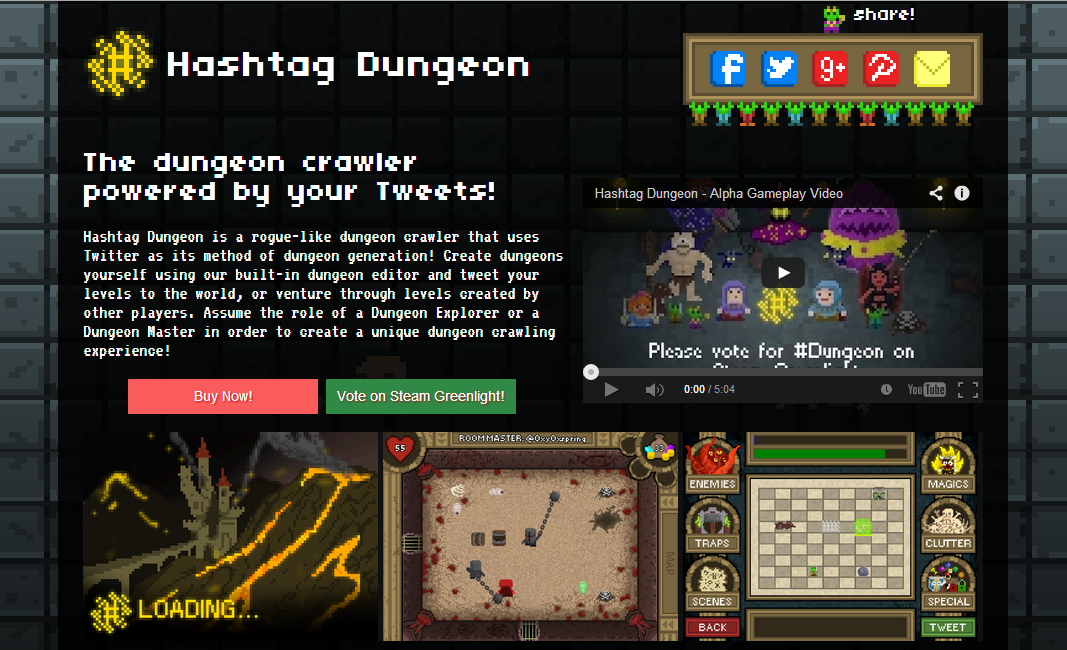 share!
# Hashtag Dungeon
f g+
The dungeon crawler
powered by your Tweets!
Hashtag Dungeon is a rogue-like dungeon crawler that uses
Twitter as its method of dungeon generation! Create dungeons
yourself using our built-in dungeon editor and tweet your
levels to the world, or venture through levels created by
other players. Assume the role of a Dungeon Explorer or a
Dungeon Master in order to create a unique dungeon crawling
experience!
Buy Now!
Vote on Steam Greenlight!
Hashtag Dungeon - Alpha Gameplay Video
Please vote for #Dungeon on
Steam Greenlight
0:00 / 5:04
YouTube
# LOADING...
55
ROOMMASTER: @OxyOxspring
MAP
ENEMIES
TRAPS
SCENES
BACK
MAGICS
CLUTTER
SPECIAL
TWEET